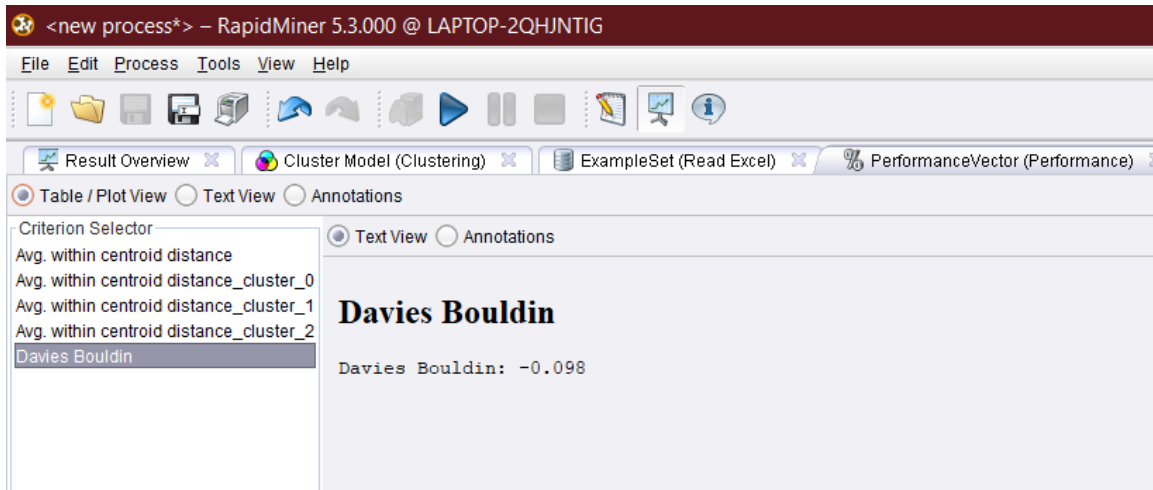 <new process*> – RapidMiner 5.3.000 @ LAPTOP-2QHJNTIG
File Edit Process Tools View Help
Result Overview Cluster Model (Clustering) ExampleSet (Read Excel) PerformanceVector (Performance)
Table / Plot View Text View Annotations
Criterion Selector
Avg. within centroid distance
Avg. within centroid distance_cluster_0
Avg. within centroid distance_cluster_1
Avg. within centroid distance_cluster_2
Davies Bouldin
Text View Annotations
Davies Bouldin
Davies Bouldin: -0.098